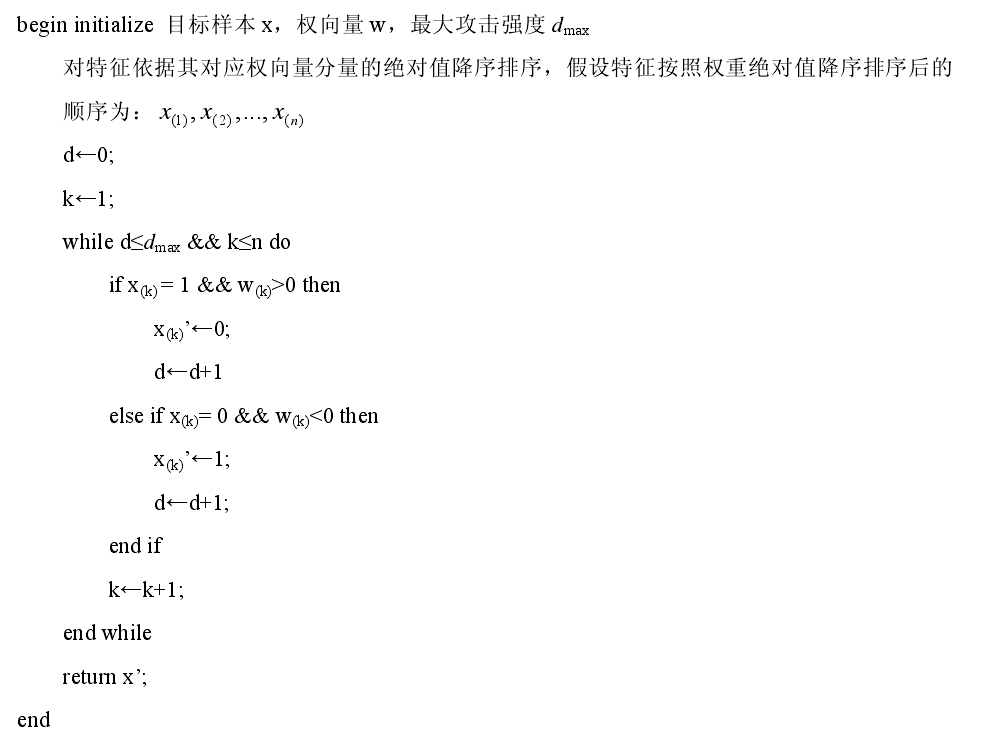 begin initialize 目标样本 x，权向量 w，最大攻击强度 dmax
对特征依据其对应权向量分量的绝对值降序排序，假设特征按照权重绝对值降序排序后的
顺序为： x(1), x(2), ..., x(n)
d←0;
k←1;
while d≤dmax && k≤n do
if x(k) = 1 && w(k)>0 then
x(k)’←0;
d←d+1
else if x(k)= 0 && w(k)<0 then
x(k)’←1;
d←d+1;
end if
k←k+1;
end while
return x’;
end